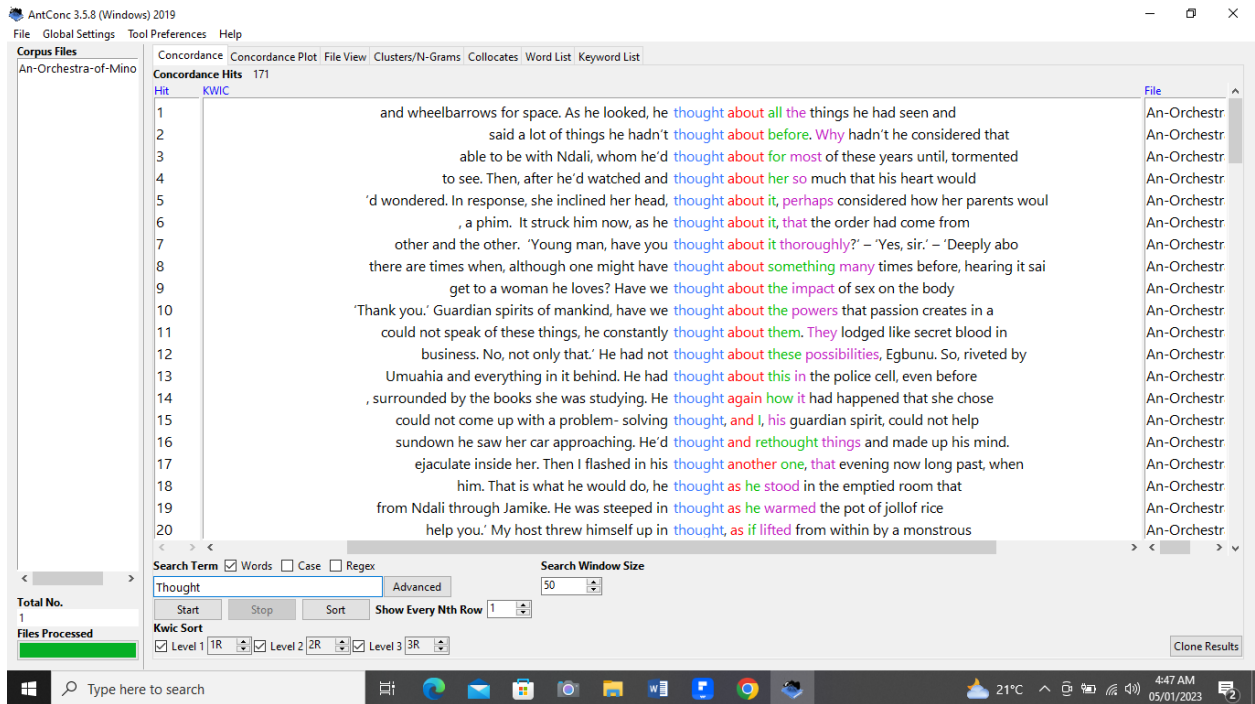 AntConc 3.5.8 (Windows) 2019
File Global Settings Tool Preferences Help
Corpus Files
An-Orchestra-of-Mino
Concordance Concordance Plot File View Clusters/N-Grams Collocates Word List Keyword List
Concordance Hits 171
Hit KWIC File
1 and wheelbarrows for space. As he looked, he thought about all the things he had seen and An-Orchestr
2 said a lot of things he hadn't thought about before. Why hadn't he considered that An-Orchestr
3 able to be with Ndali, whom he'd thought about for most of these years until, tormented An-Orchestr
4 to see. Then, after he'd watched and thought about her so much that his heart would An-Orchestr
5 'd wondered. In response, she inclined her head, thought about it, perhaps considered how her parents woul An-Orchestr
6 , a phim. It struck him now, as he thought about it, that the order had come from An-Orchestr
7 other and the other. 'Young man, have you thought about it thoroughly?' – 'Yes, sir.' – 'Deeply abo An-Orchestr
8 there are times when, although one might have thought about something many times before, hearing it sai An-Orchestr
9 get to a woman he loves? Have we thought about the impact of sex on the body An-Orchestr
10 'Thank you.' Guardian spirits of mankind, have we thought about the powers that passion creates in a An-Orchestr
11 could not speak of these things, he constantly thought about them. They lodged like secret blood in An-Orchestr
12 business. No, not only that.' He had not thought about these possibilities, Egbunu. So, riveted by An-Orchestr
13 Umuahia and everything in it behind. He had thought about this in the police cell, even before An-Orchestr
14 , surrounded by the books she was studying. He thought again how it had happened that she chose An-Orchestr
15 could not come up with a problem- solving thought, and I, his guardian spirit, could not help An-Orchestr
16 sundown he saw her car approaching. He'd thought and rethought things and made up his mind. An-Orchestr
17 ejaculate inside her. Then I flashed in his thought another one, that evening now long past, when An-Orchestr
18 him. That is what he would do, he thought as he stood in the emptied room that An-Orchestr
19 from Ndali through Jamike. He was steeped in thought as he warmed the pot of jollof rice An-Orchestr
20 help you.' My host threw himself up in thought, as if lifted from within by a monstrous An-Orchestr
Search Term Words Case Regex Search Window Size
Thought Advanced 50
Total No.
1
Start Stop Sort Show Every Nth Row 1
Files Processed
Kwic Sort
Level 1 1R Level 2 2R Level 3 3R Clone Results
Type here to search 21°C 4:47 AM
05/01/2023 2